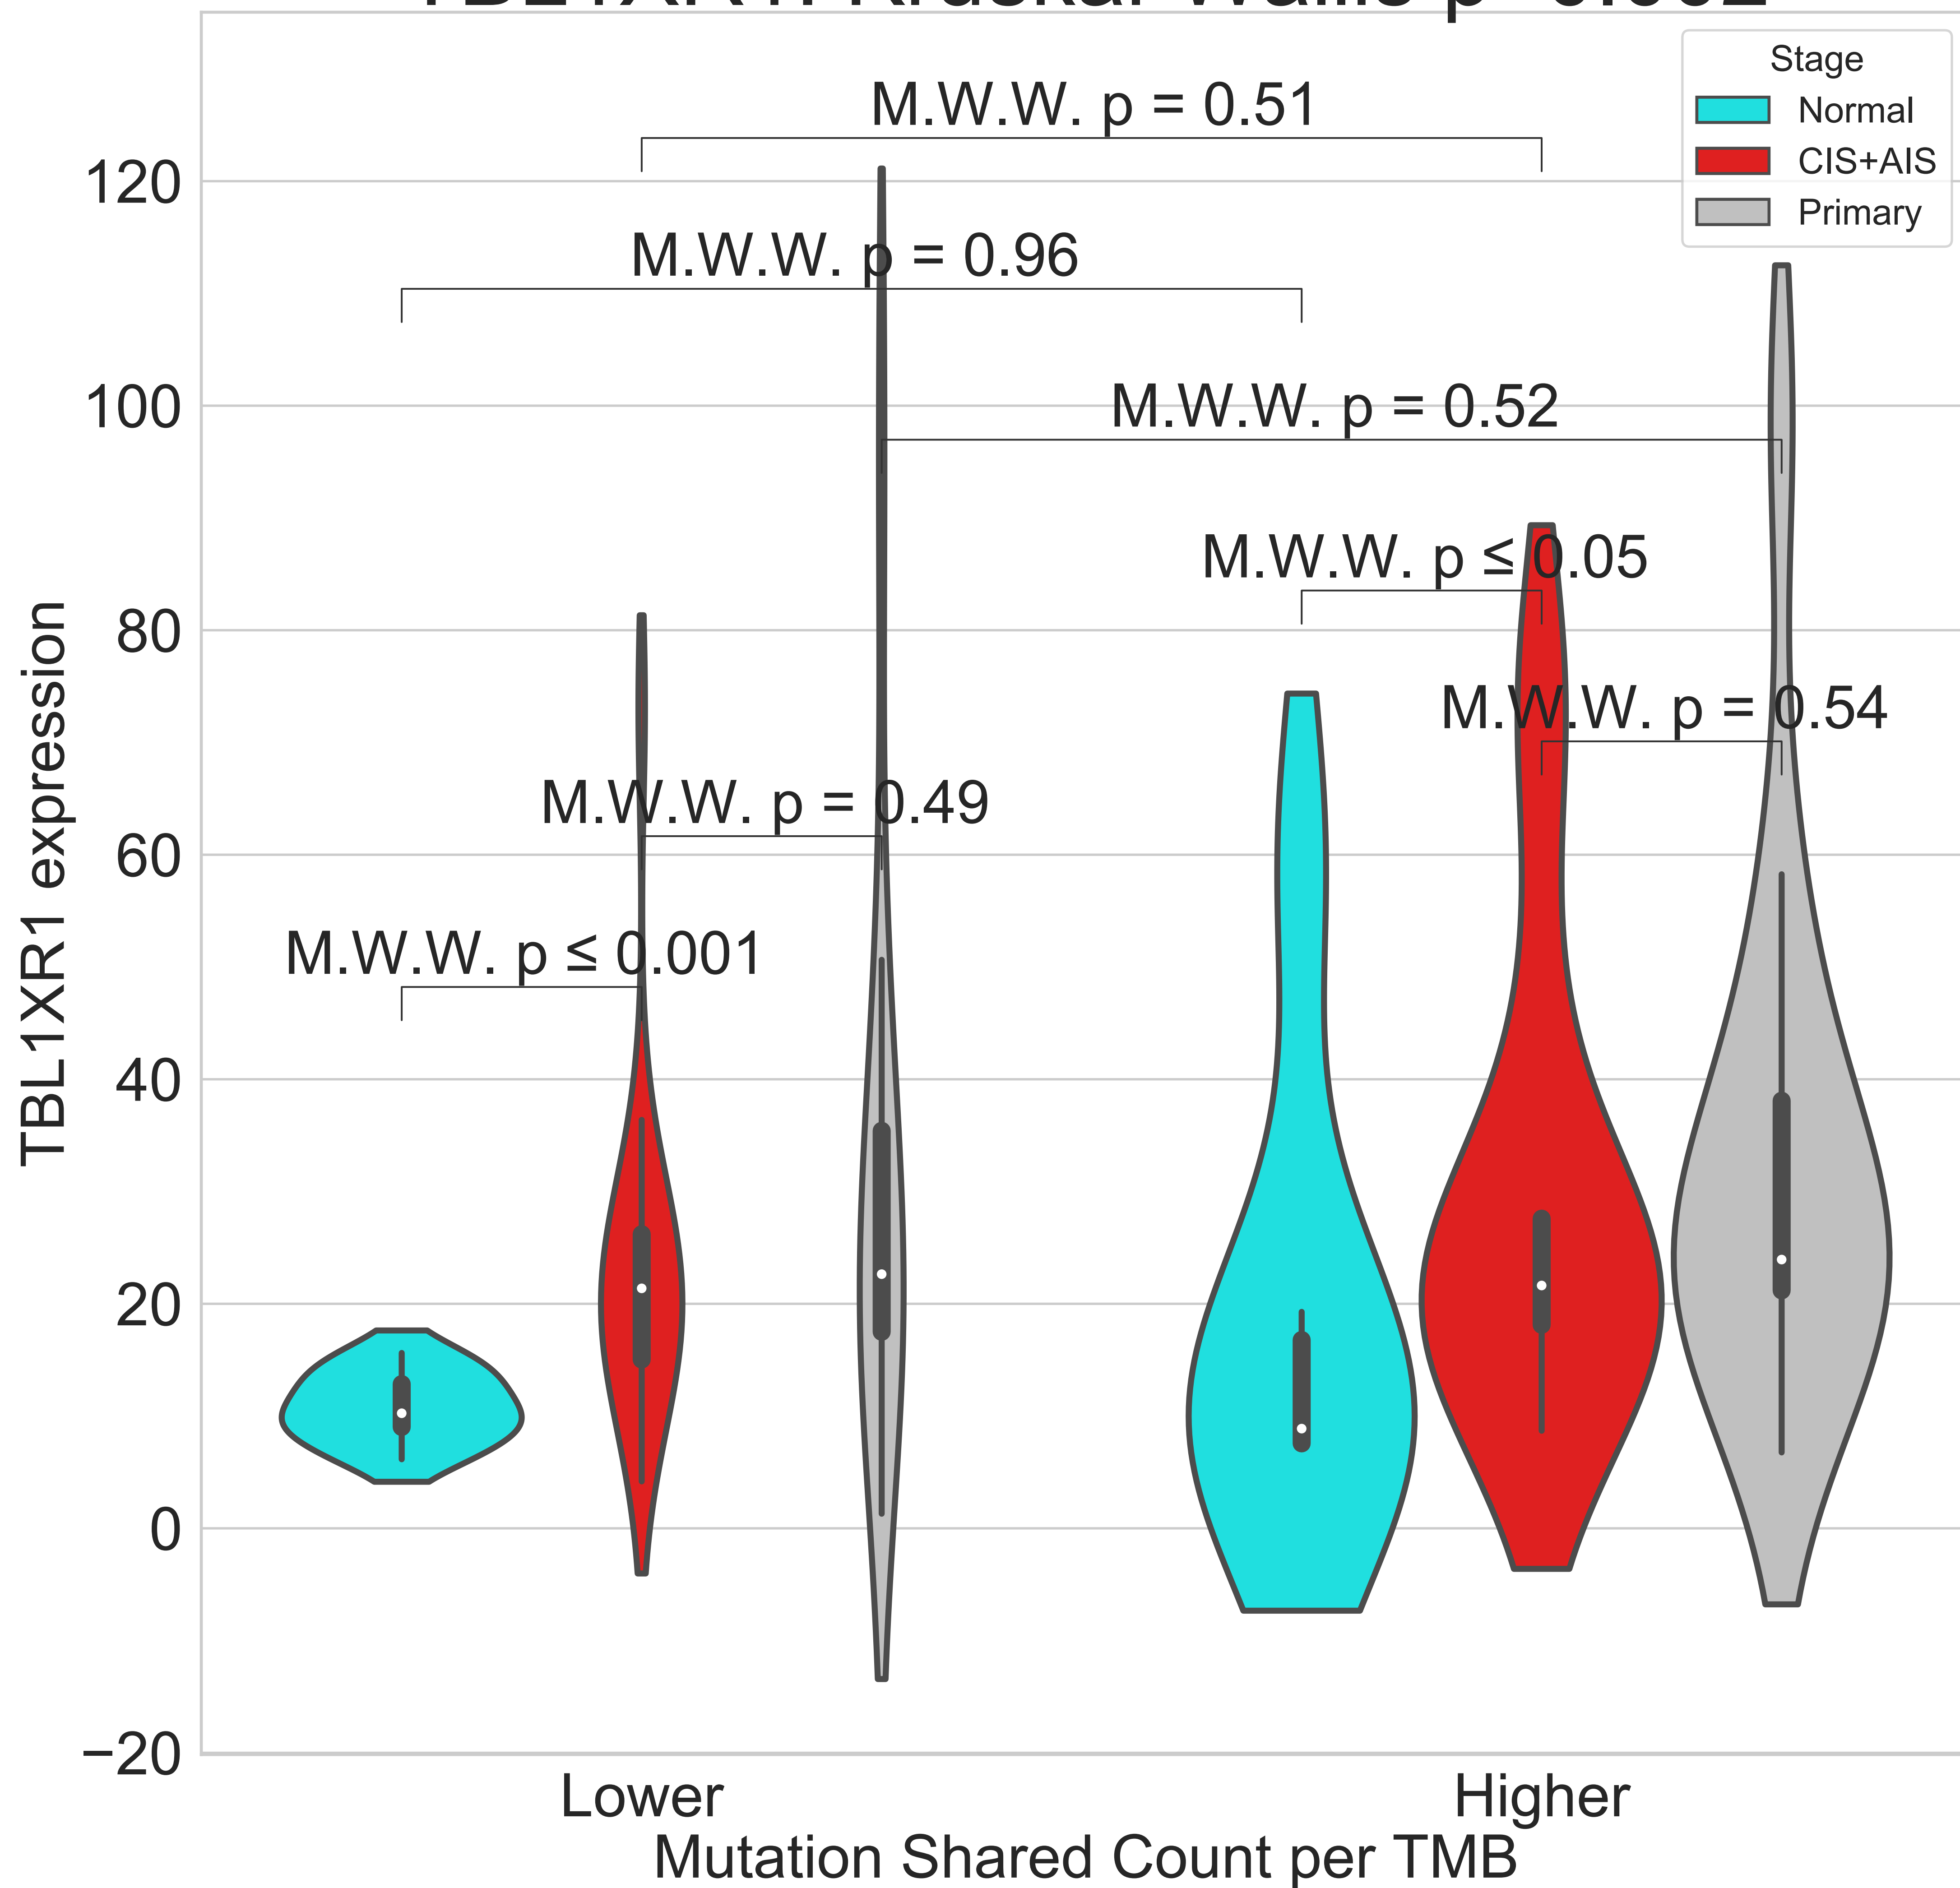 Stage
Normal
CIS+AIS
Primary
M.W.W. p = 0.51
M.W.W. p = 0.96
M.W.W. p = 0.52
M.W.W. p ≤ 0.05
M.W.W. p = 0.54
M.W.W. p = 0.49
M.W.W. p ≤ 0.001
120
100
80
60
40
20
0
−20
TBL1XR1 expression
Lower
Higher
Mutation Shared Count per TMB